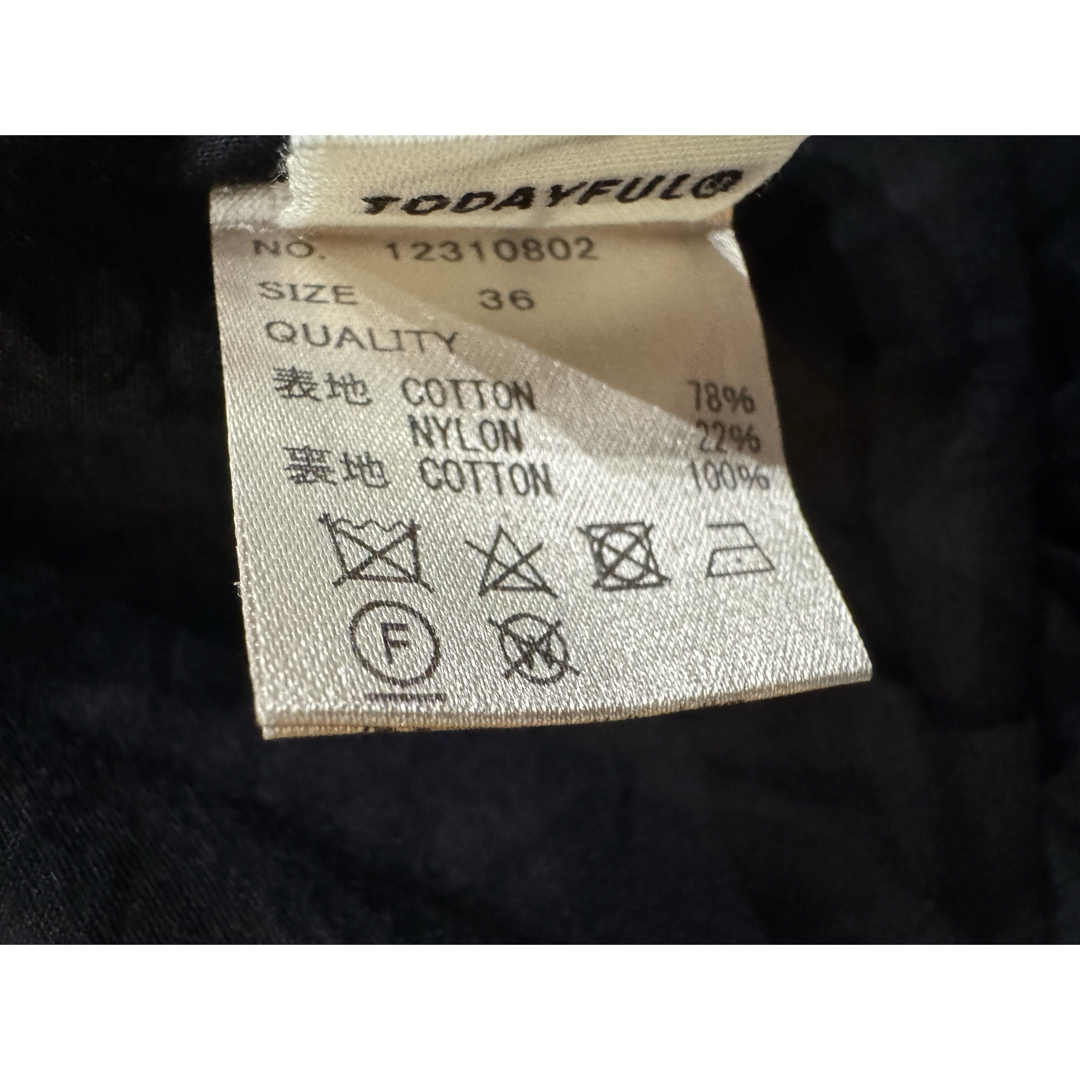 TODAYFUL®
NO. 12310802
SIZE 36
QUALITY
表地 COTTON 78%
NYLON 22%
裏地 COTTON 100%
F
W